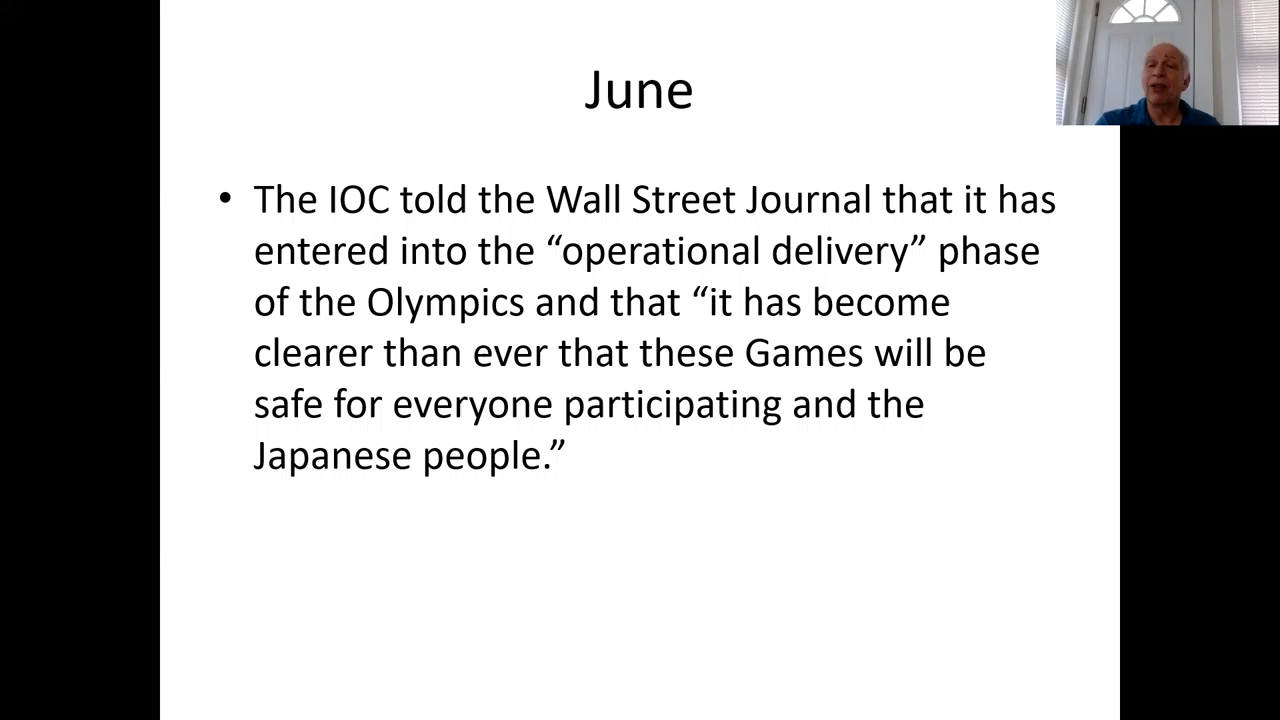 June
• The IOC told the Wall Street Journal that it has
entered into the “operational delivery” phase
of the Olympics and that “it has become
clearer than ever that these Games will be
safe for everyone participating and the
Japanese people.”